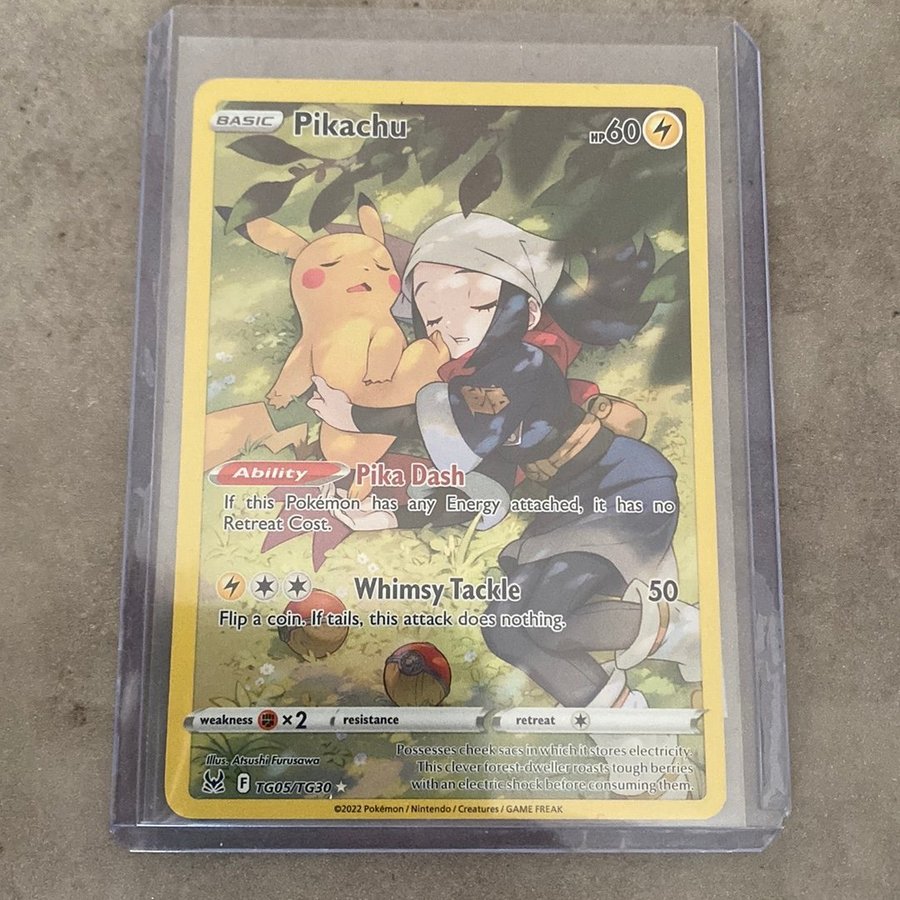 BASIC Pikachu HP60
Ability Pika Dash
If this Pokémon has any Energy attached, it has no
Retreat Cost.
Whimsy Tackle 50
Flip a coin. If tails, this attack does nothing.
weakness ×2 resistance retreat
Illus. Atsushi Furusawa
F TG05/TG30
Possesses cheek sacs in which it stores electricity.
This clever forest-dweller roasts tough berries
with an electric shock before consuming them.
©2022 Pokémon / Nintendo / Creatures / GAME FREAK